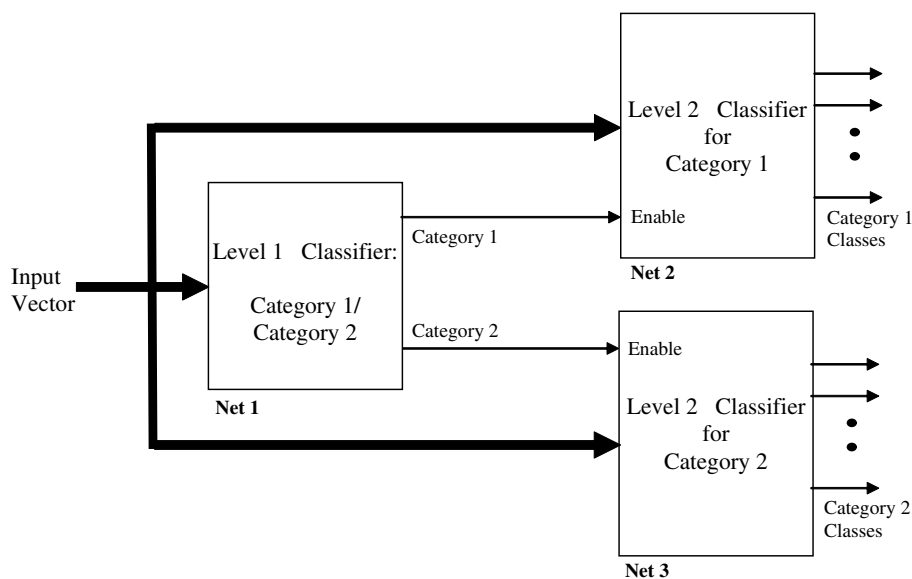 Input
Vector
Level 1 Classifier:
Category 1/
Category 2
Net 1
Category 1
Category 2
Level 2 Classifier
for
Category 1
Enable
Net 2
Category 1
Classes
Enable
Level 2 Classifier
for
Category 2
Net 3
Category 2
Classes